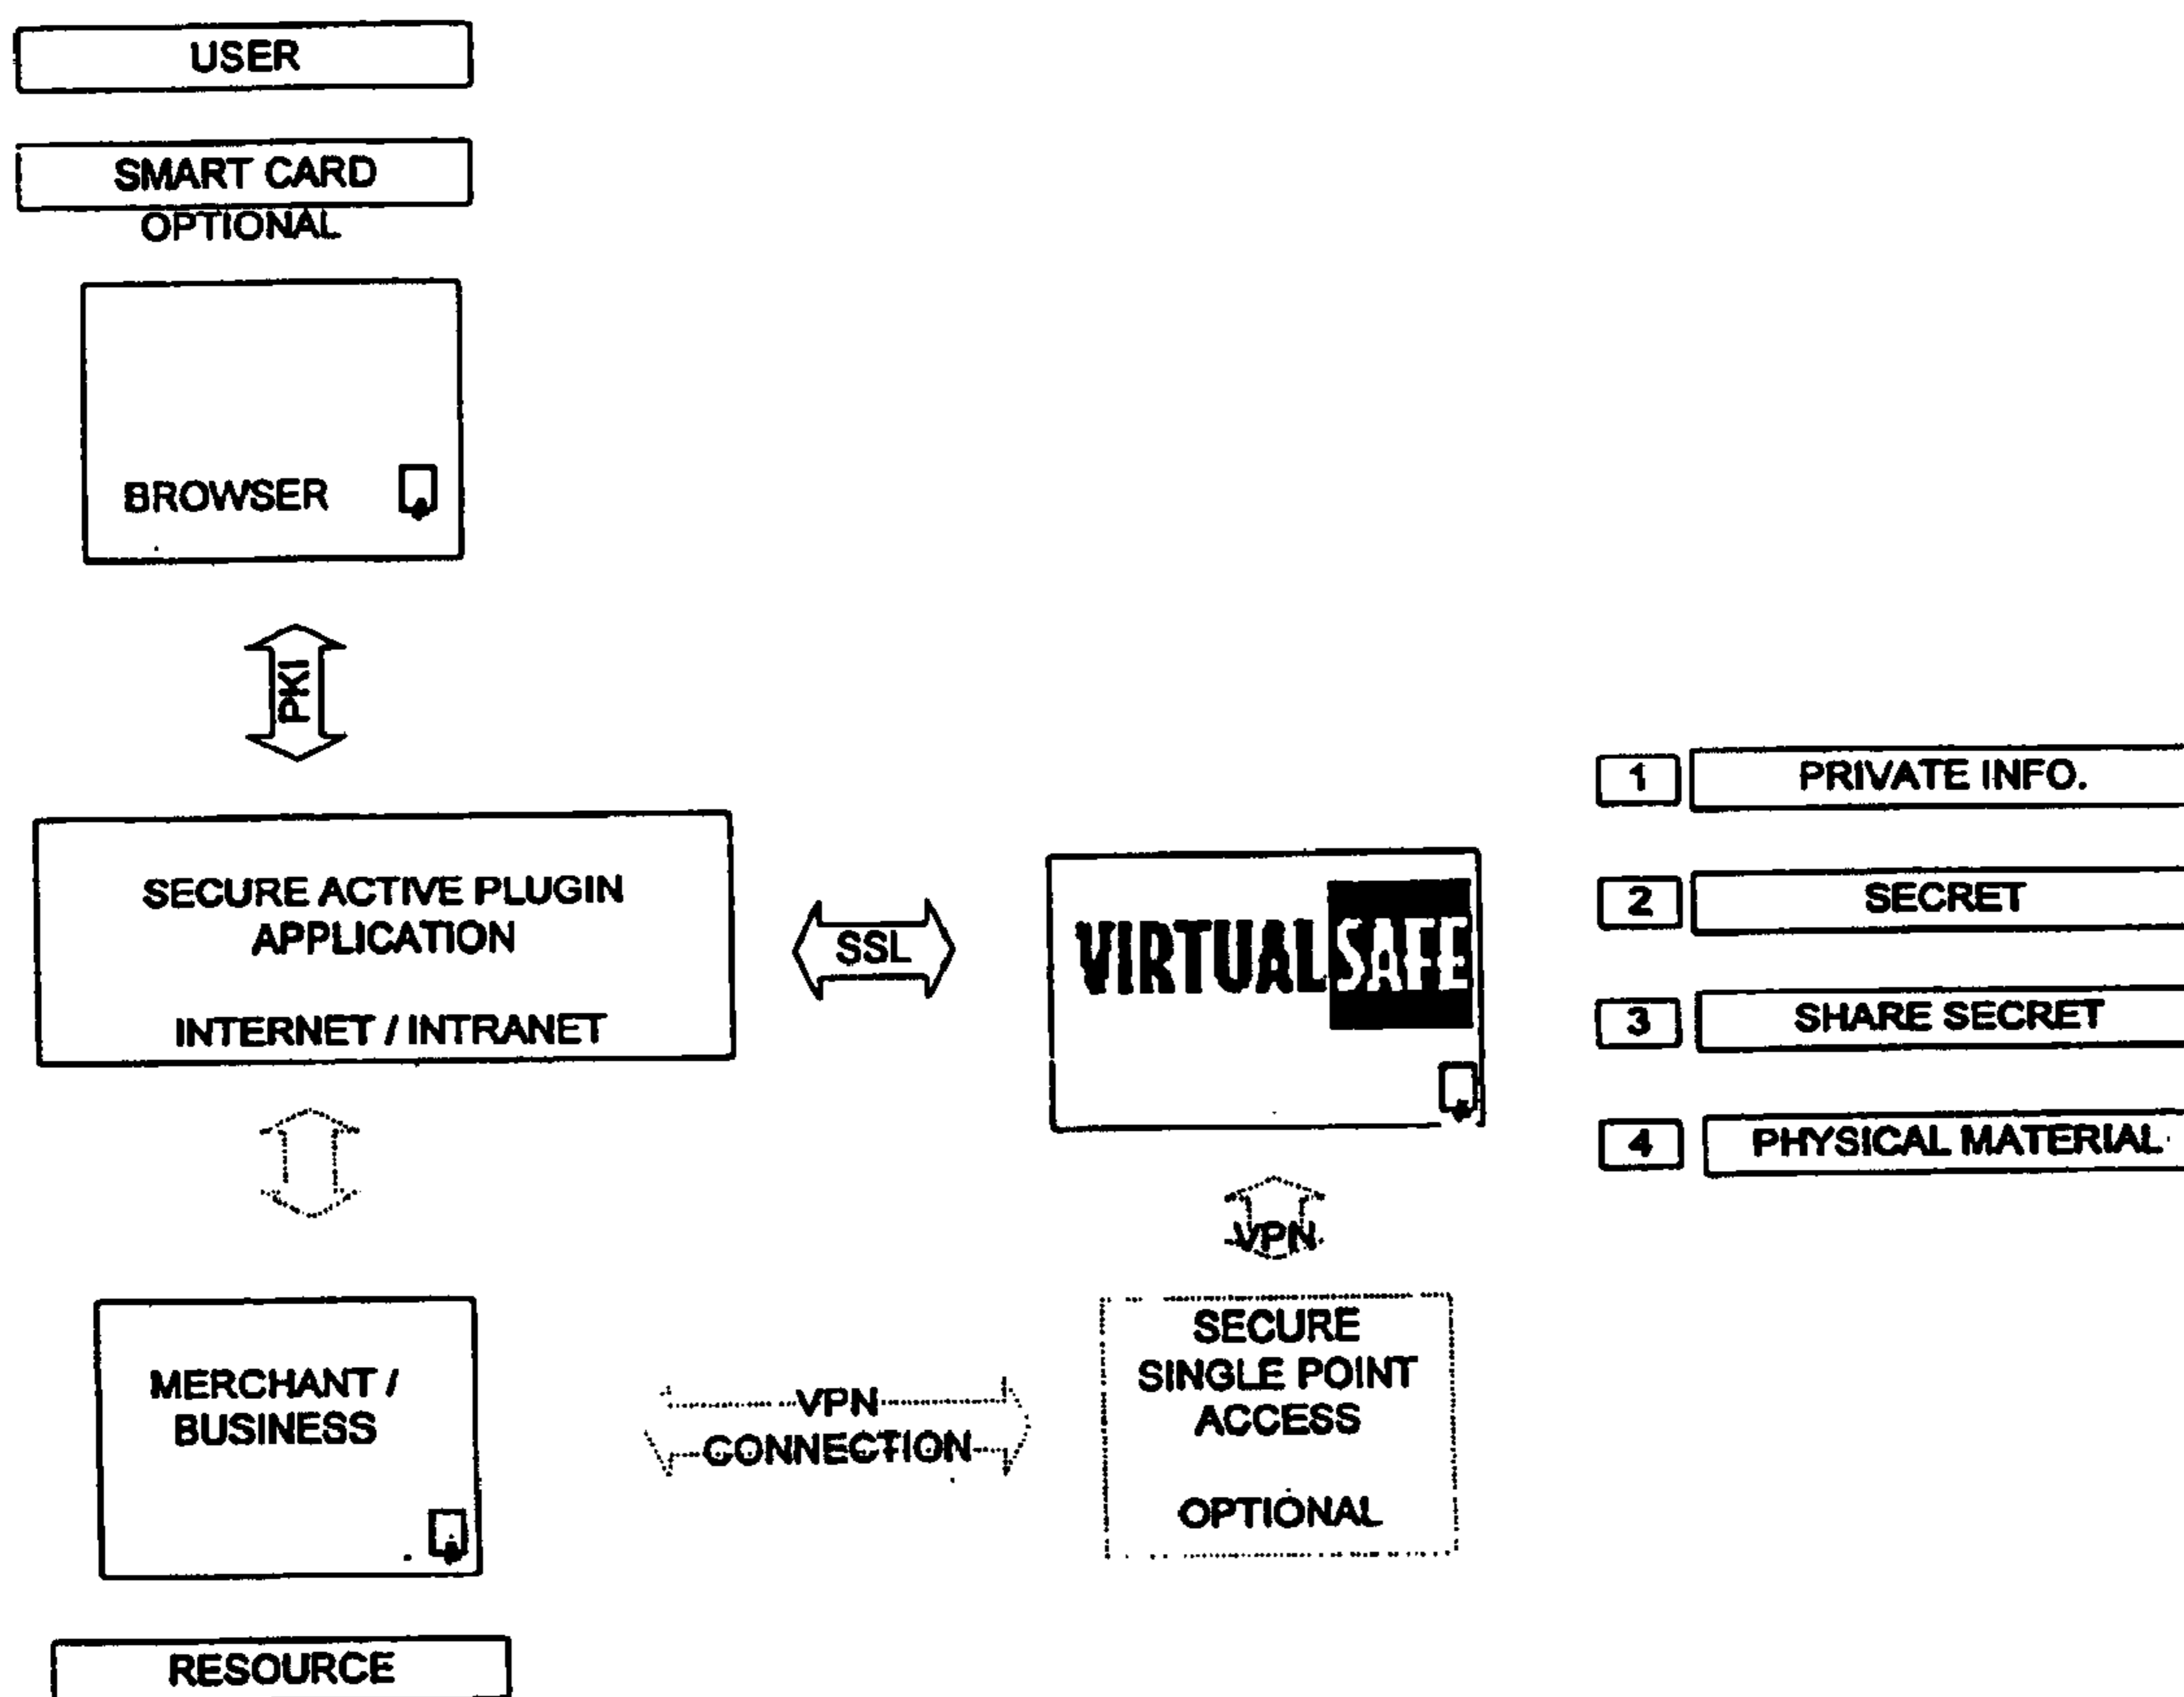 USER
SMART CARD
OPTIONAL
BROWSER
PKI
SECURE ACTIVE PLUGIN
APPLICATION
INTERNET / INTRANET
SSL
VIRTUALSAFE
1 PRIVATE INFO.
2 SECRET
3 SHARE SECRET
4 PHYSICAL MATERIAL
VPN
MERCHANT /
BUSINESS
VPN
CONNECTION
SECURE
SINGLE POINT
ACCESS
OPTIONAL
RESOURCE